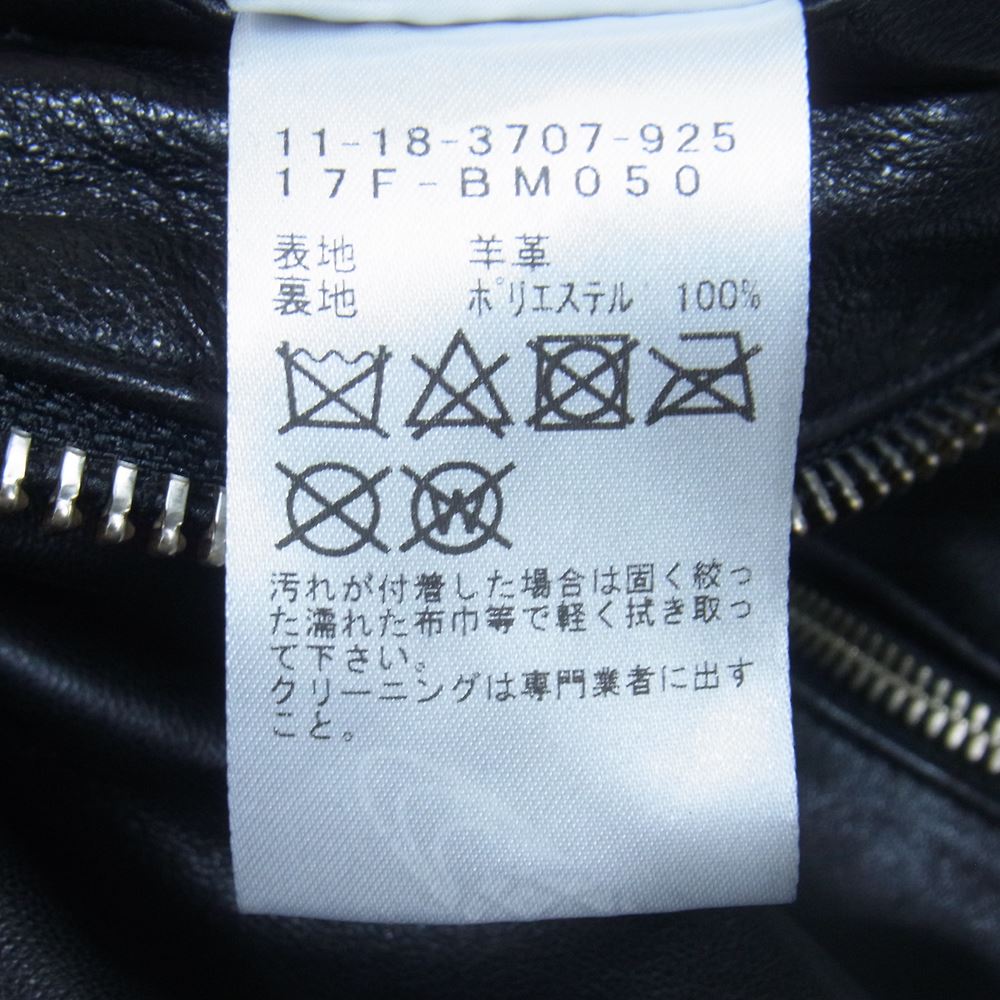 11-18-3707-925
17F-BM050
表地 羊革
裏地 ポリエステル 100%
W
汚れが付着した場合は固く絞っ
た濡れた布巾等で軽く拭き取っ
て下さい。
クリーニングは専門業者に出す
こと。